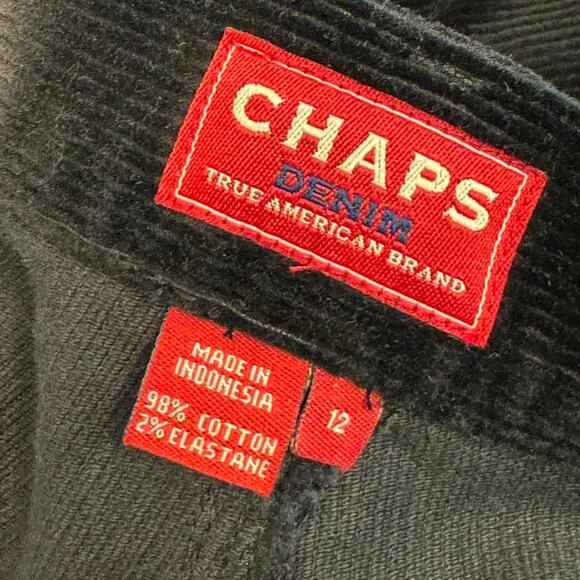 CHAPS
DENIM
TRUE AMERICAN BRAND
MADE IN
INDONESIA
98% COTTON
2% ELASTANE
12